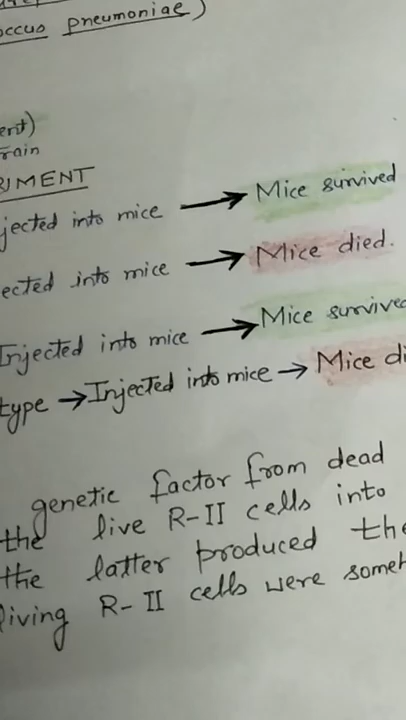 occus pneumoniae)
ent)
rain
IMENT
jected into mice → Mice survived
ected into mice → Mice died.
Injected into mice → Mice survived
type → Injected into mice → Mice di
genetic factor from dead
the live R-II cells into
the latter produced the
living R-II cells were someh